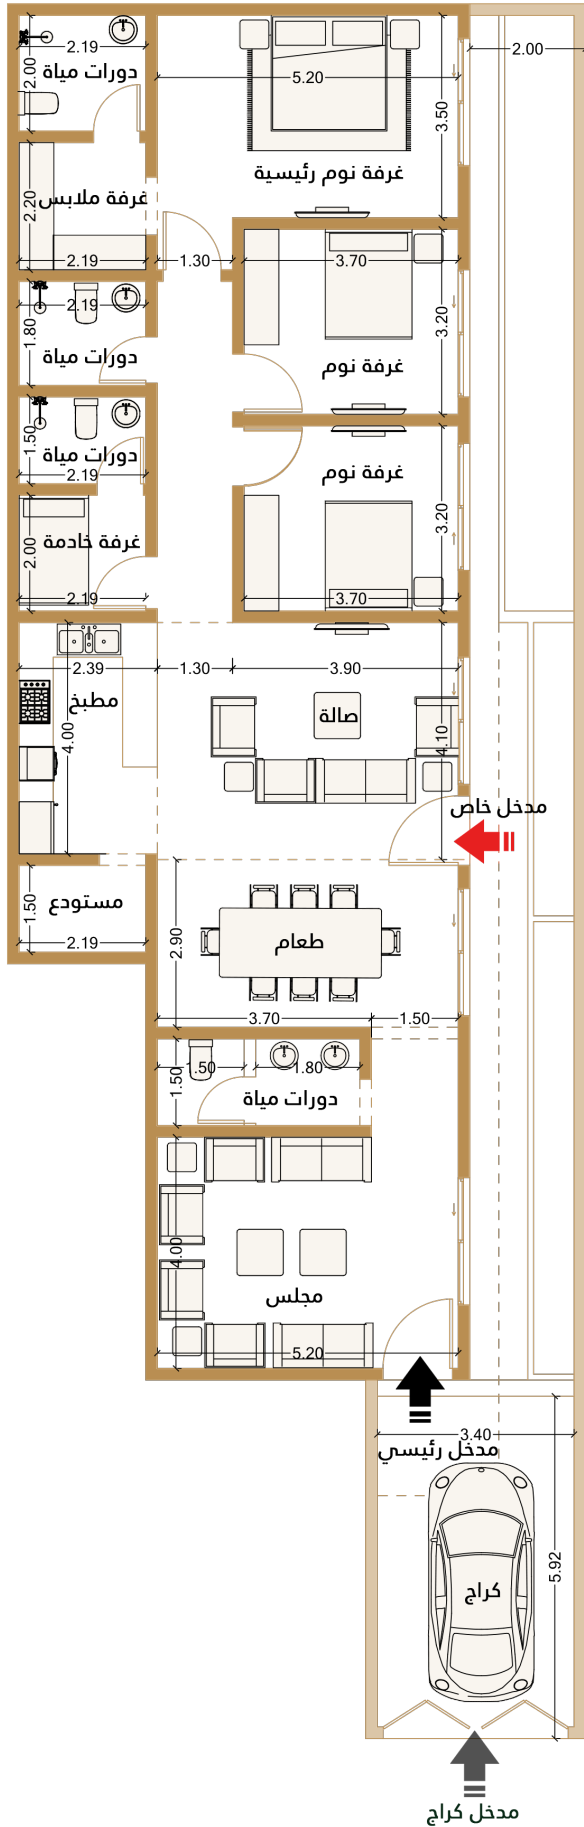 2.19
2.00
دورات مياة
5.20
3.50
2.00
غرفة نوم رئيسية
2.20
غرفة ملابس
2.19
1.30
3.70
2.19
1.80
3.20
دورات مياة
غرفة نوم
1.50
دورات مياة
2.19
غرفة نوم
3.20
2.00
غرفة خادمة
2.19
3.70
2.39
1.30
3.90
مطبخ
4.00
صالة
4.10
مدخل خاص
1.50
مستودع
2.19
2.90
طعام
3.70
1.50
1.50
1.50
1.80
دورات مياة
4.00
مجلس
5.20
3.40
مدخل رئيسي
5.92
كراج
مدخل كراج